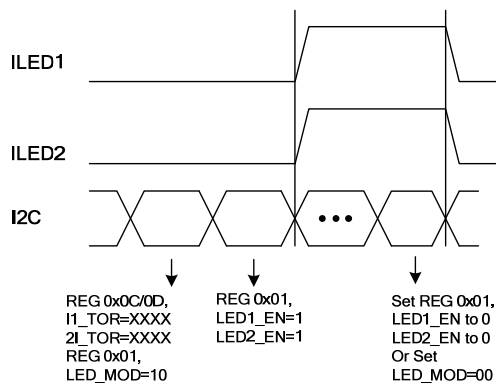 ILED1
ILED2
I2C
REG 0x0C/0D,
I1_TOR=XXXX
2I_TOR=XXXX
REG 0x01,
LED_MOD=10
REG 0x01,
LED1_EN=1
LED2_EN=1
Set REG 0x01,
LED1_EN to 0
LED2_EN to 0
Or Set
LED_MOD=00